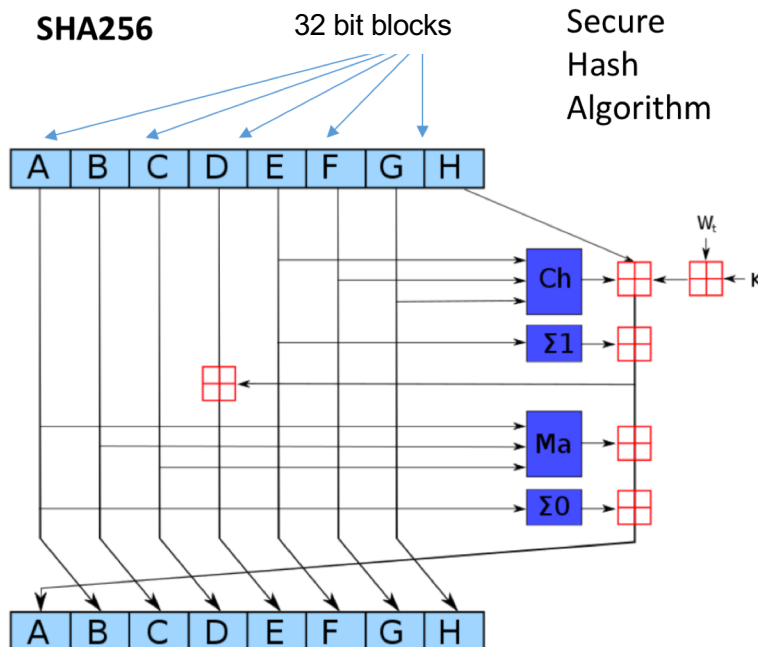 SHA256
32 bit blocks
Secure
Hash
Algorithm
A B C D E F G H
Wt
Ch
K
Σ1
Ma
Σ0
A B C D E F G H